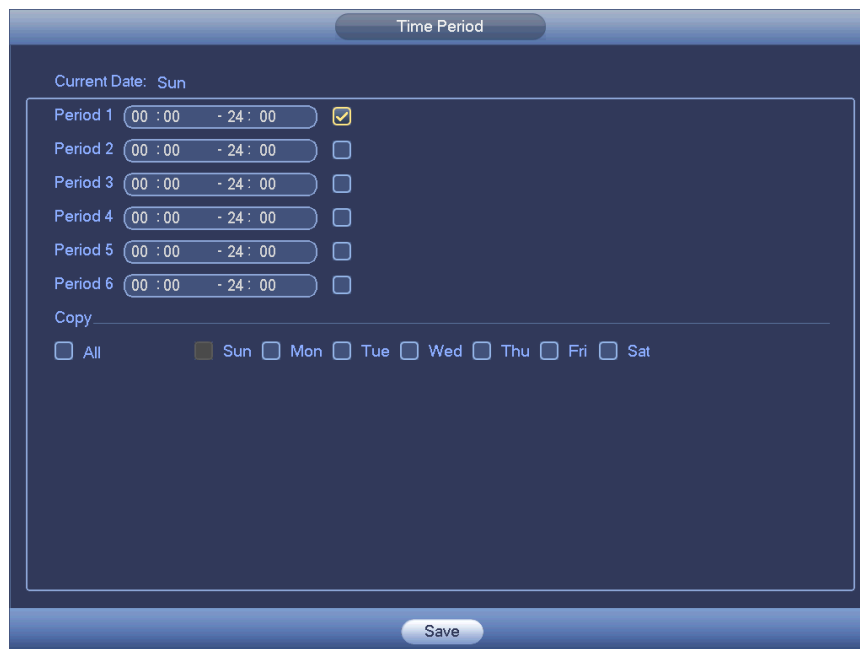 Time Period
Current Date: Sun
Period 1 00 :00 - 24 : 00
Period 2 00 :00 - 24 : 00
Period 3 00 :00 - 24 : 00
Period 4 00 :00 - 24 : 00
Period 5 00 :00 - 24 : 00
Period 6 00 :00 - 24 : 00
Copy
All Sun Mon Tue Wed Thu Fri Sat
Save